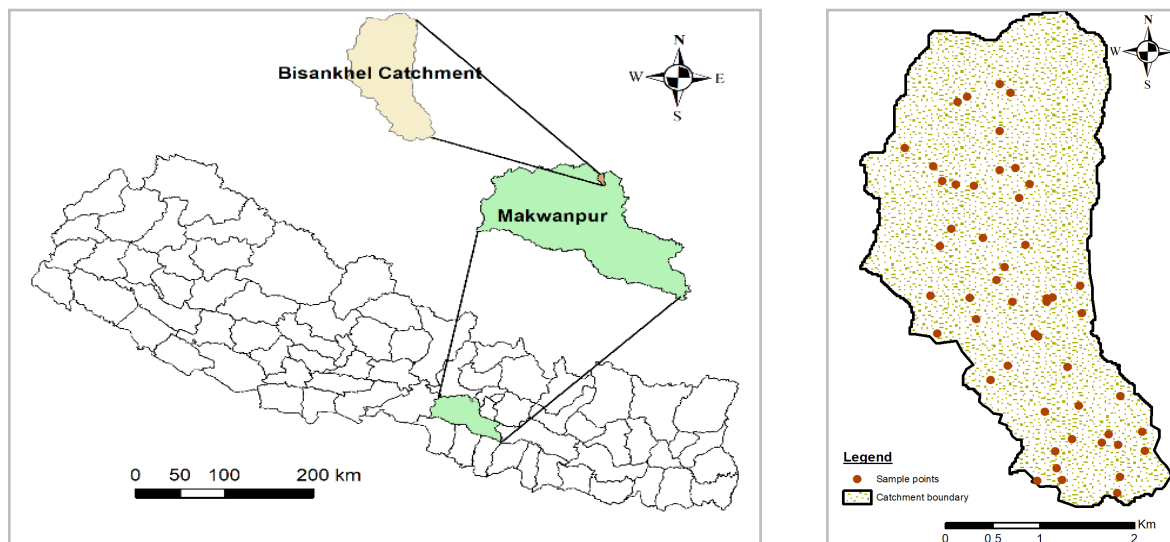 Bisankhel Catchment
N
W
E
S
Makwanpur
0 50 100 200 km
N
W
S
Legend
Sample points
Catchment boundary
Km
0 0.5 1 2